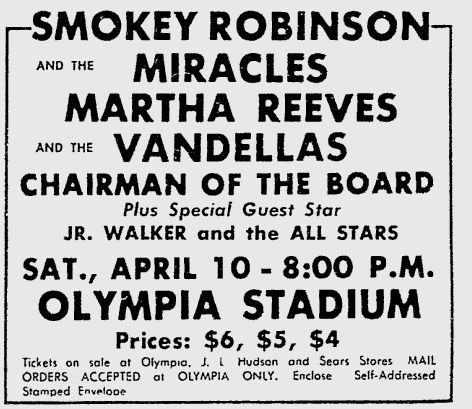 SMOKEY ROBINSON
AND THE MIRACLES
MARTHA REEVES
AND THE VANDELLAS
CHAIRMAN OF THE BOARD
Plus Special Guest Star
JR. WALKER and the ALL STARS
SAT., APRIL 10 - 8:00 P.M.
OLYMPIA STADIUM
Prices: $6, $5, $4
Tickets on sale at Olympia, J. L Hudson and Sears Stores MAIL
ORDERS ACCEPTED at OLYMPIA ONLY. Enclose Self-Addressed
Stamped Envelope